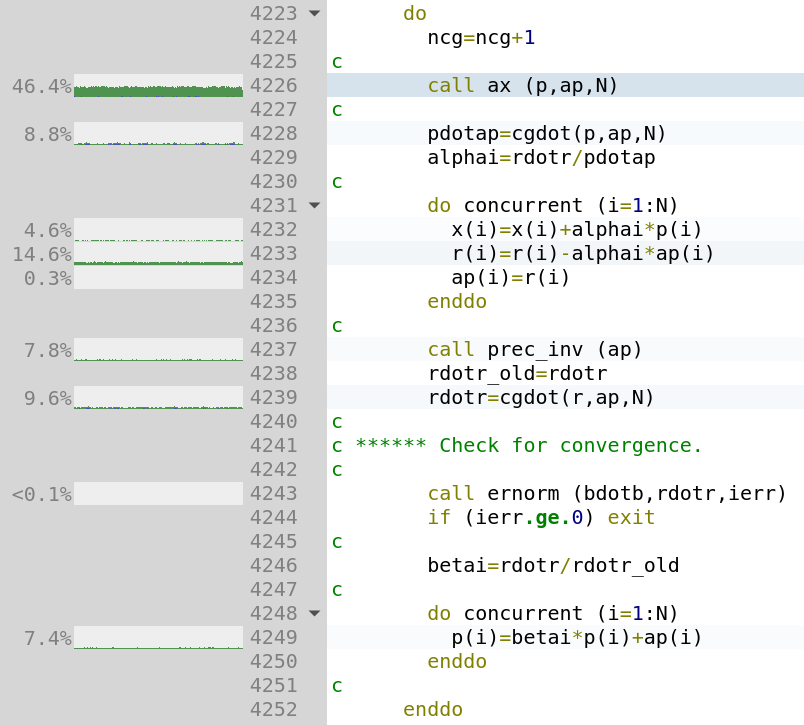 4223 do
4224 ncg=ncg+1
4225 c
46.4% 4226 call ax (p,ap,N)
4227 c
8.8% 4228 pdotap=cgdot(p,ap,N)
4229 alphai=rdotr/pdotap
4230 c
4231 do concurrent (i=1:N)
4.6% 4232 x(i)=x(i)+alphai*p(i)
14.6% 4233 r(i)=r(i)-alphai*ap(i)
0.3% 4234 ap(i)=r(i)
4235 enddo
4236 c
7.8% 4237 call prec_inv (ap)
4238 rdotr_old=rdotr
9.6% 4239 rdotr=cgdot(r,ap,N)
4240 c
4241 c ****** Check for convergence.
4242 c
<0.1% 4243 call ernorm (bdotb,rdotr,ierr)
4244 if (ierr.ge.0) exit
4245 c
4246 betai=rdotr/rdotr_old
4247 c
4248 do concurrent (i=1:N)
7.4% 4249 p(i)=betai*p(i)+ap(i)
4250 enddo
4251 c
4252 enddo